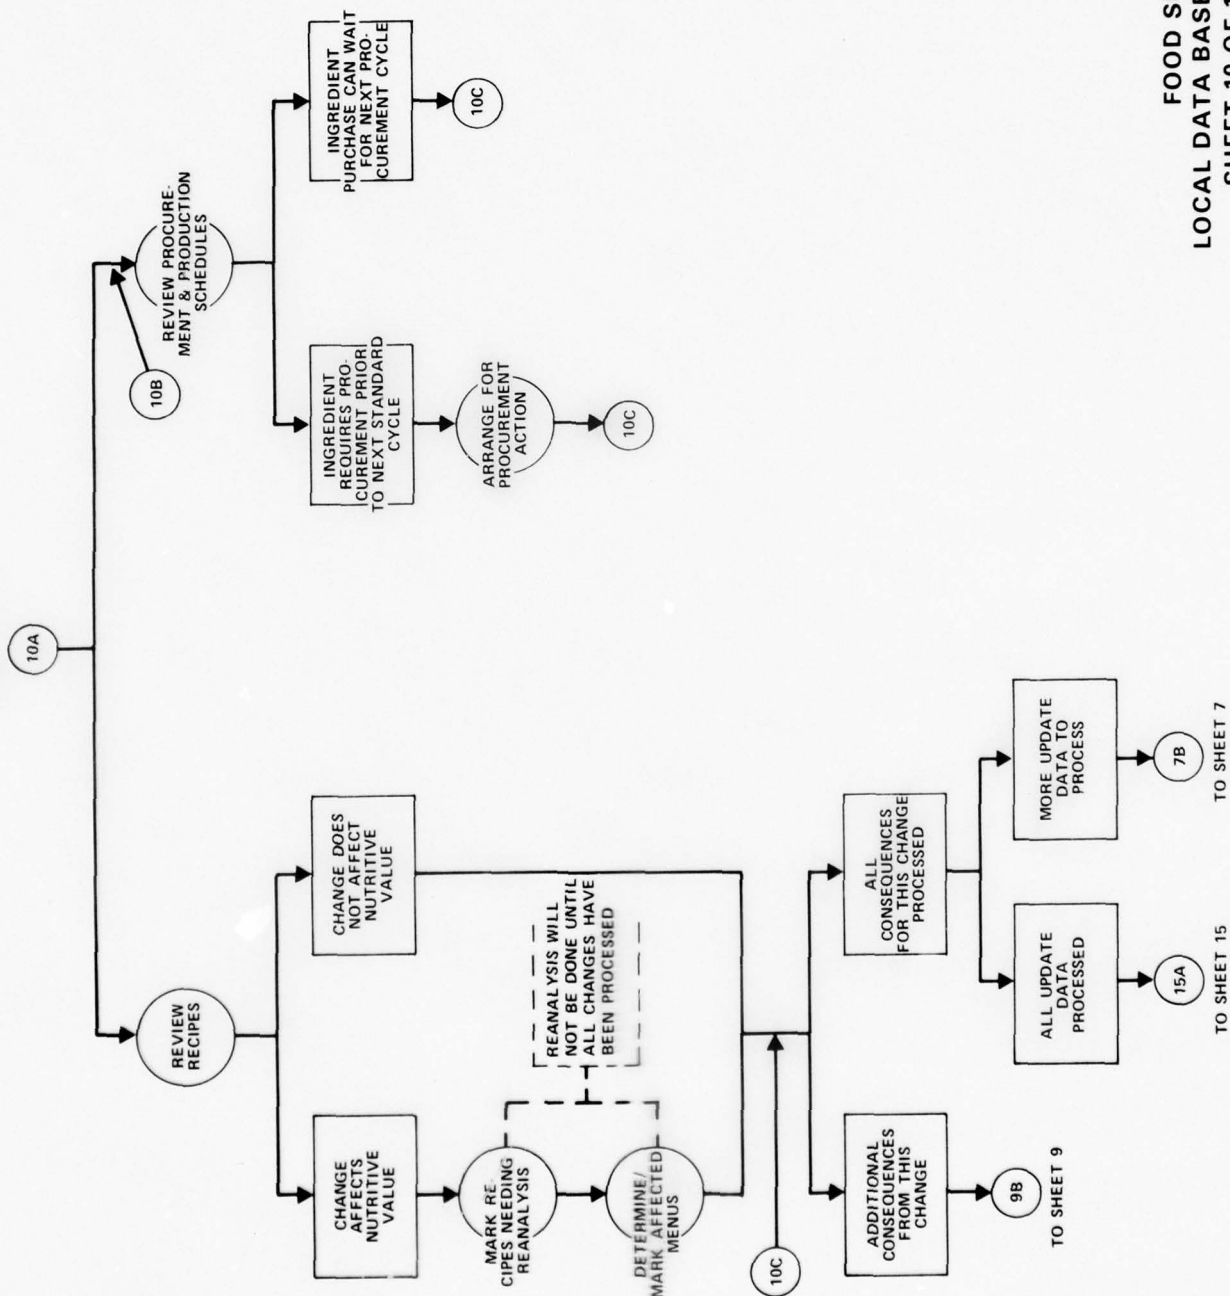 10A
10B
REVIEW PROCURE-
MENT & PRODUCTION
SCHEDULES
INGREDIENT
PURCHASE CAN WAIT
FOR NEXT PRO-
CUREMENT CYCLE
10C
INGREDIENT
REQUIRES PRO-
CUREMENT PRIOR
TO NEXT STANDARD
CYCLE
ARRANGE FOR
PROCUREMENT
ACTION
10C
REVIEW
RECIPES
CHANGE DOES
NOT AFFECT
NUTRITIVE
VALUE
CHANGE
AFFECTS
NUTRITIVE
VALUE
REANALYSIS WILL
NOT BE DONE UNTIL
ALL CHANGES HAVE
BEEN PROCESSED
MARK RE-
CIPES NEEDING
REANALYSIS
DETERMINE/
MARK AFFECTED
MENUS
10C
ALL
CONSEQUENCES
FOR THIS CHANGE
PROCESSED
MORE UPDATE
DATA TO
PROCESS
7B
TO SHEET 7
ALL UPDATE
DATA
PROCESSED
15A
TO SHEET 15
ADDITIONAL
CONSEQUENCES
FROM THIS
CHANGE
9B
TO SHEET 9
FOOD S
LOCAL DATA BASE
SHEET 10 OF